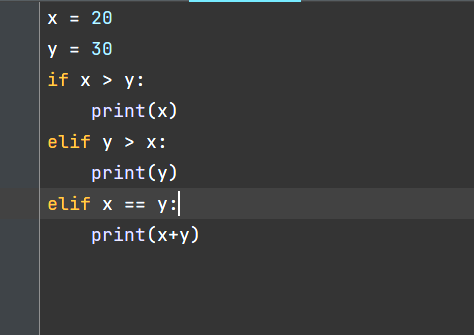 x = 20
y = 30
if x > y:
    print(x)
elif y > x:
    print(y)
elif x == y:
    print(x+y)